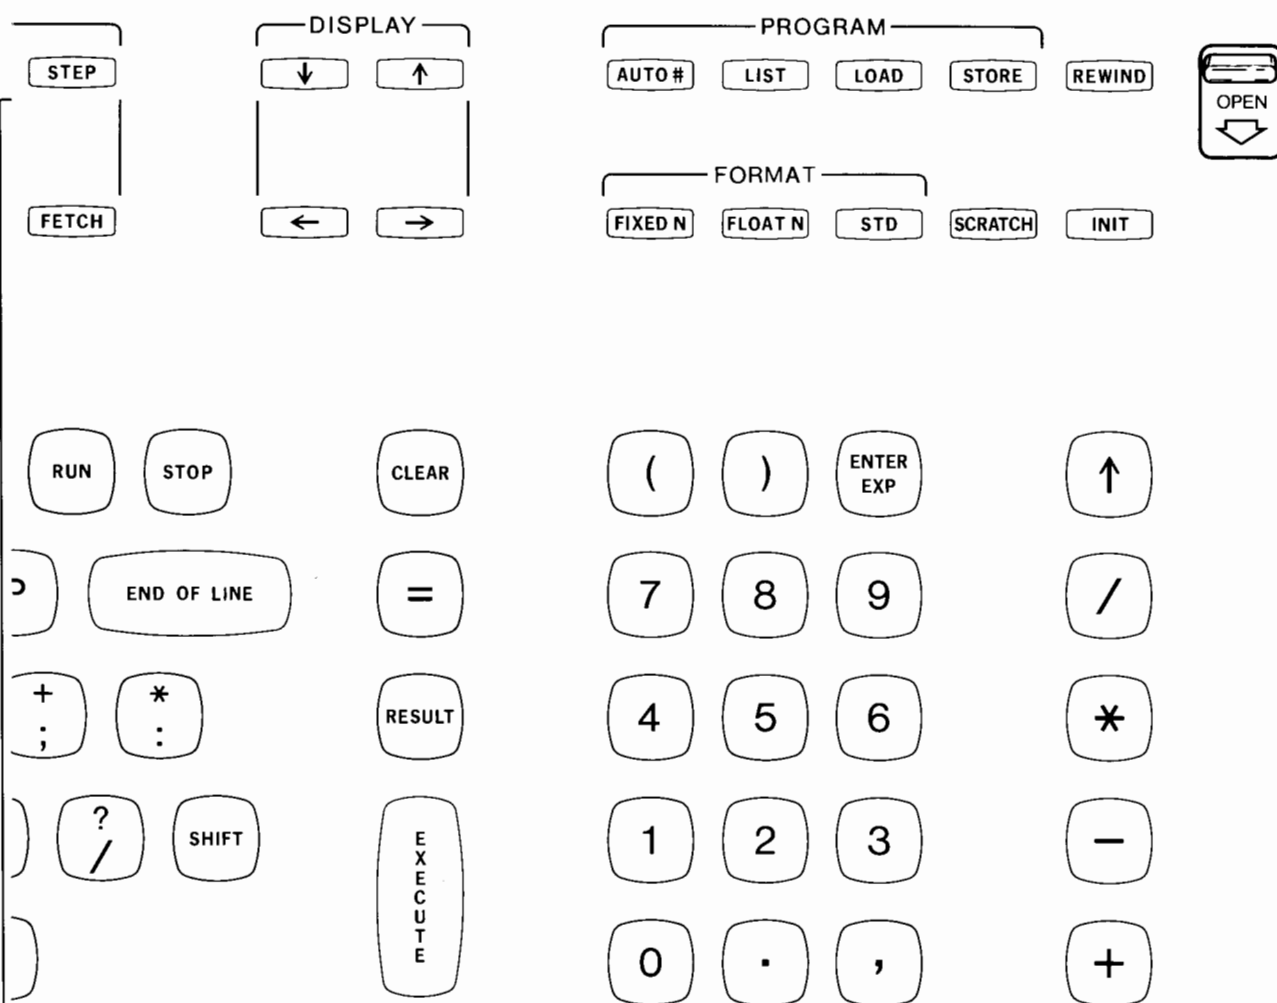 DISPLAY PROGRAM
STEP ↓ ↑ AUTO # LIST LOAD STORE REWIND
OPEN
FORMAT
FETCH ← → FIXED N FLOAT N STD SCRATCH INIT
RUN STOP CLEAR ( ) ENTER EXP ↑
END OF LINE = 7 8 9 /
+ ; * : RESULT 4 5 6 *
? / SHIFT EXECUTE 1 2 3 -
0 . , +